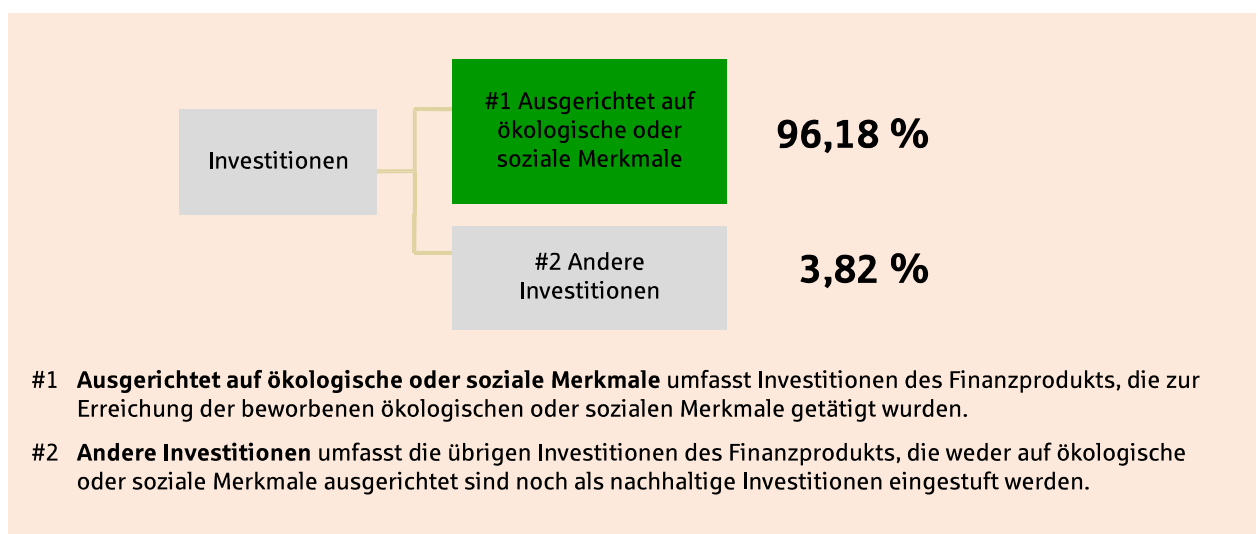 Investitionen
#1 Ausgerichtet auf
ökologische oder
soziale Merkmale
96,18 %
#2 Andere
Investitionen
3,82 %
#1 Ausgerichtet auf ökologische oder soziale Merkmale umfasst Investitionen des Finanzprodukts, die zur
Erreichung der beworbenen ökologischen oder sozialen Merkmale getätigt wurden.
#2 Andere Investitionen umfasst die übrigen Investitionen des Finanzprodukts, die weder auf ökologische
oder soziale Merkmale ausgerichtet sind noch als nachhaltige Investitionen eingestuft werden.